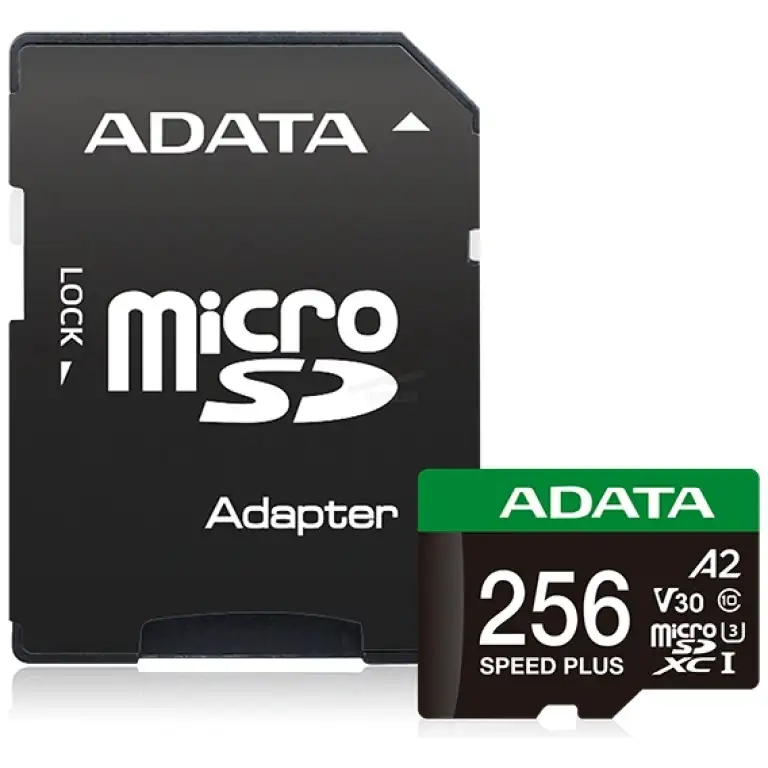 ADATA
LOCK
micro
SD
Adapter
ADATA
A2
256
V30 10
micro 3
SD
SPEED PLUS
XC I